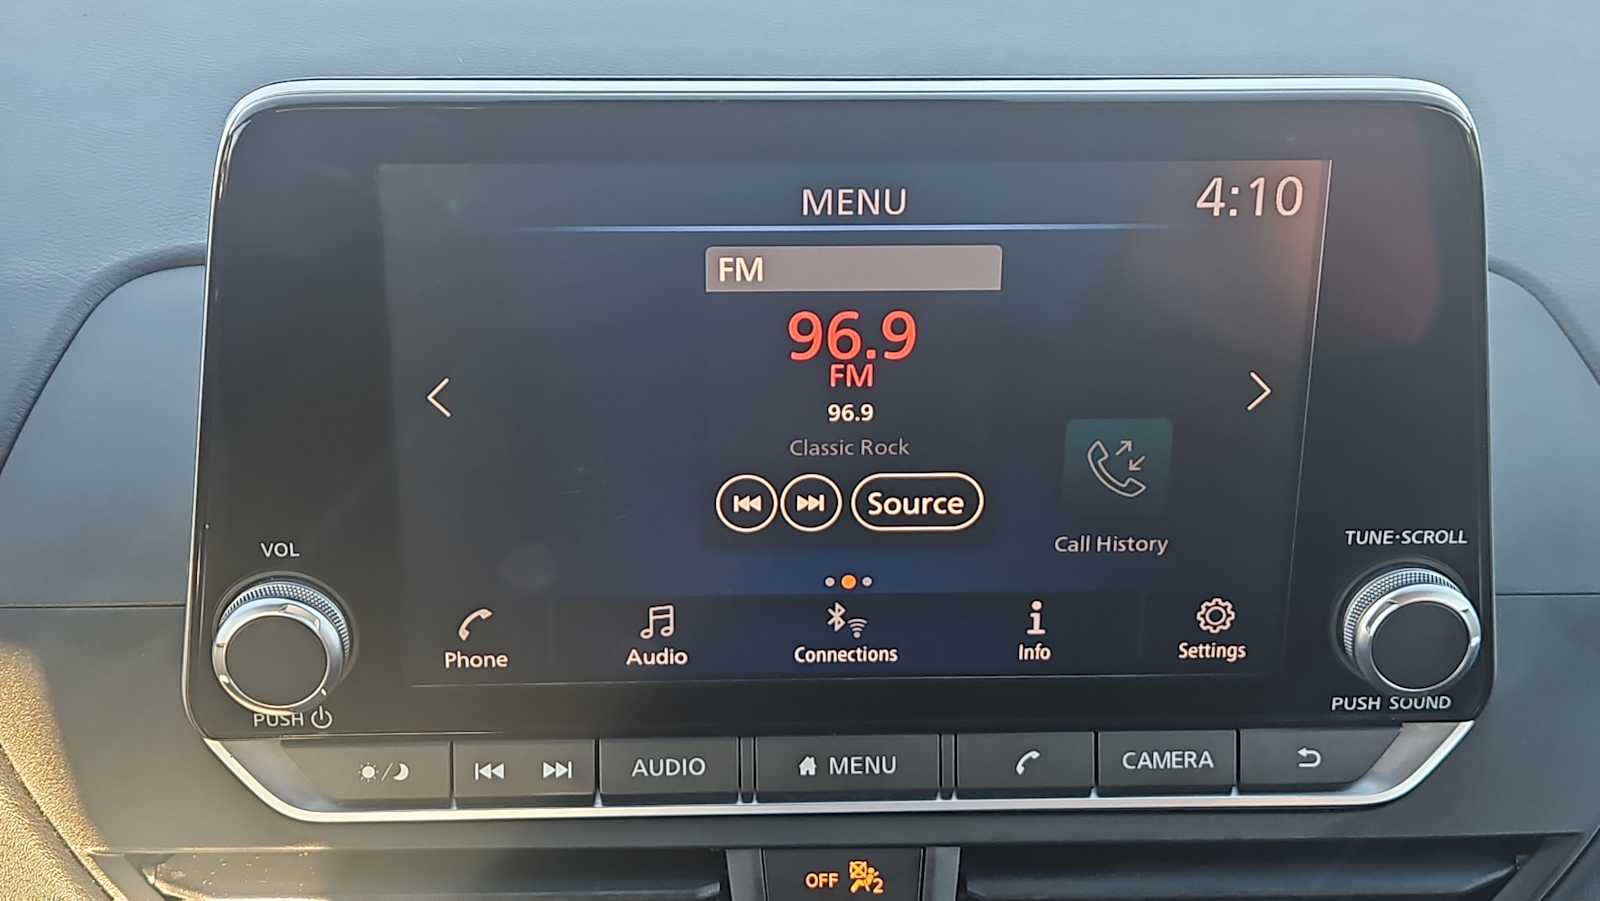 MENU
4:10
FM
96.9
FM
96.9
Classic Rock
Source
Call History
VOL
TUNE·SCROLL
Phone
Audio
Connections
Info
Settings
PUSH
PUSH SOUND
AUDIO
MENU
CAMERA
OFF 2